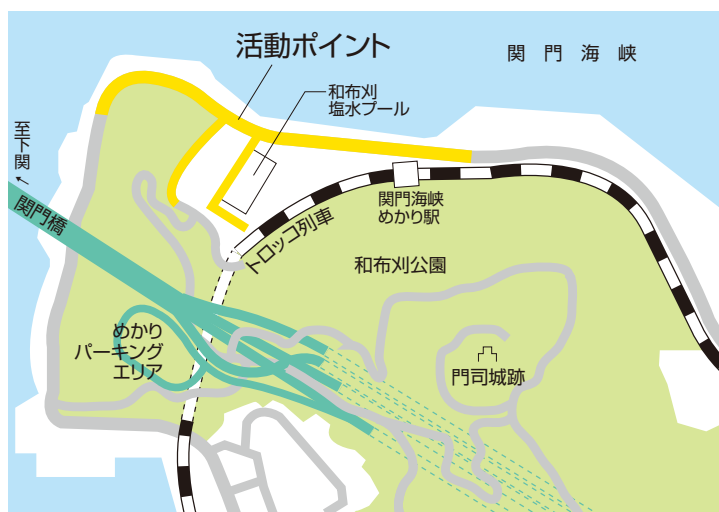 活動ポイント
関門海峡
和布刈
塩水プール
至下関
関門橋
関門海峡
めかり駅
トロッコ列車
和布刈公園
めかり
パーキング
エリア
門司城跡